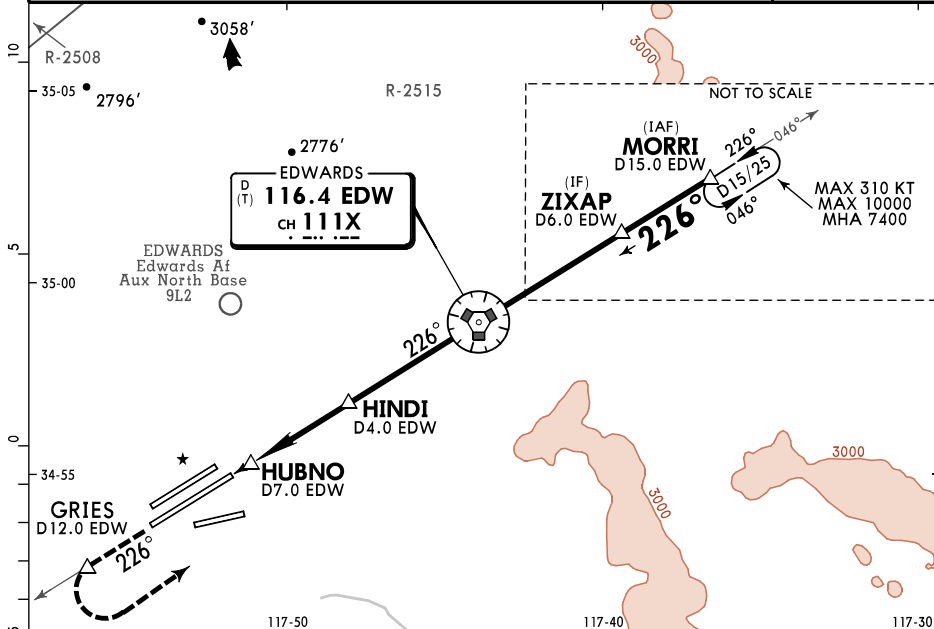 3058'
R-2508
10
35-05
2796'
R-2515
2776'
NOT TO SCALE
(IAF)
MORRI
D15.0 EDW
226°
046°
D15/25
046°
MAX 310 KT
MAX 10000
MHA 7400
(IF)
ZIXAP
D6.0 EDW
226°
3000
EDWARDS
D
(T)
116.4 EDW
CH 111X
EDWARDS
Edwards Af
Aux North Base
9L2
5
35-00
226°
HINDI
D4.0 EDW
0
34-55
HUBNO
D7.0 EDW
GRIES
D12.0 EDW
226°
3000
3000
117-50
117-40
117-30